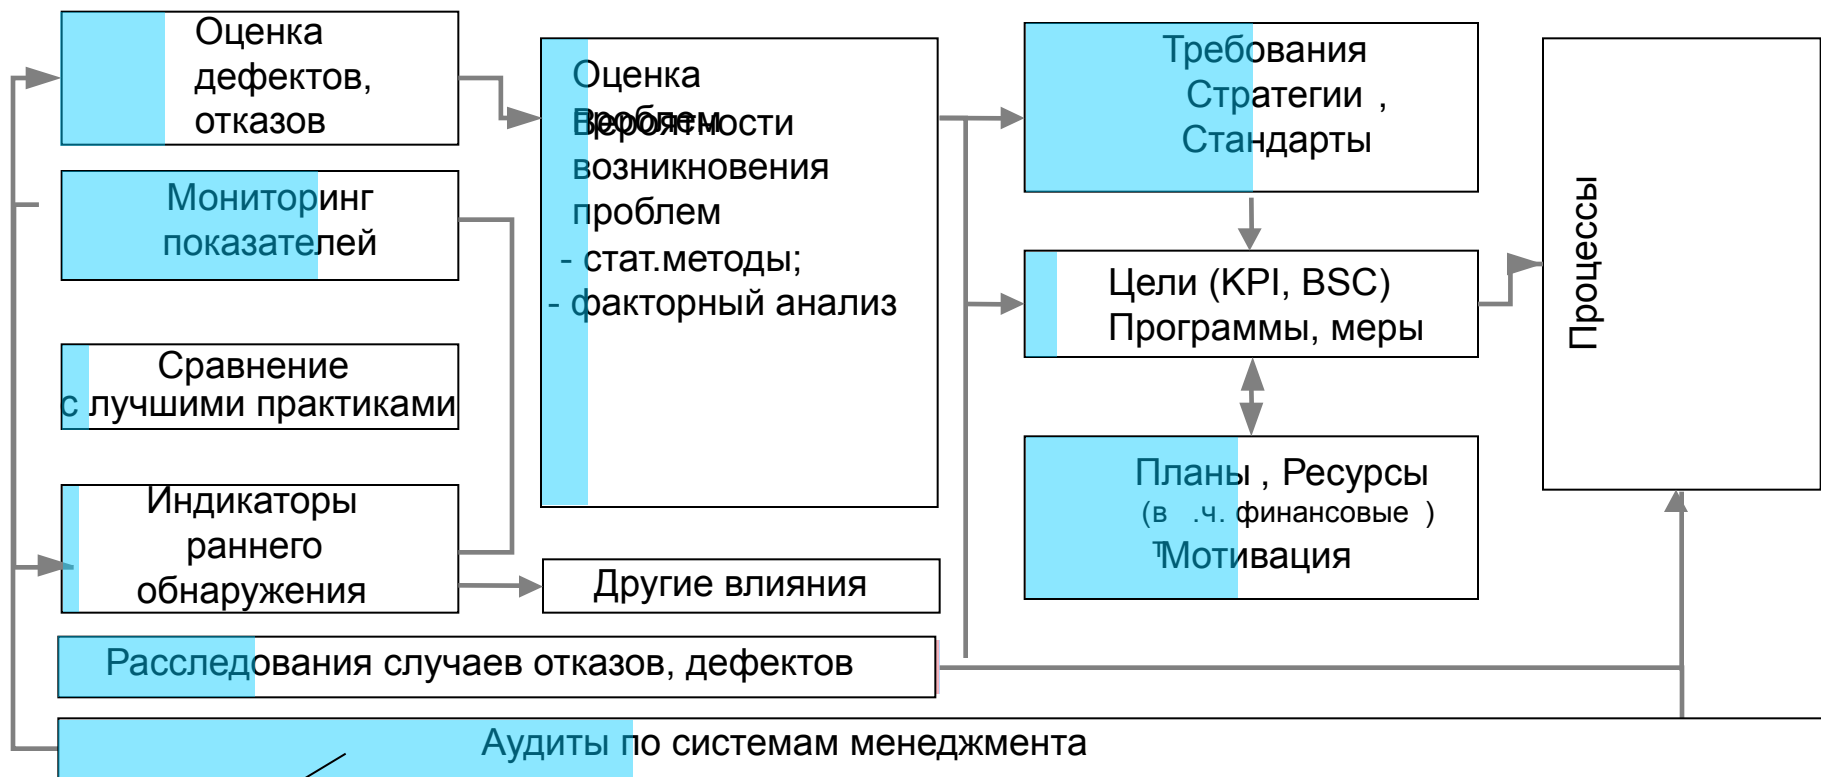 Оценка
дефектов,
отказов
Мониторинг
показателей
Сравнение
с лучшими практиками
Индикаторы
раннего
обнаружения
Оценка
проблем
Вероятности
возникновения
проблем
- стат.методы;
- факторный анализ
Другие влияния
Требования
Стратегии ,
Стандарты
Цели (KPI, BSC)
Программы, меры
Планы , Ресурсы
(в т.ч. финансовые )
Мотивация
Процессы
Расследования случаев отказов, дефектов
Аудиты по системам менеджмента